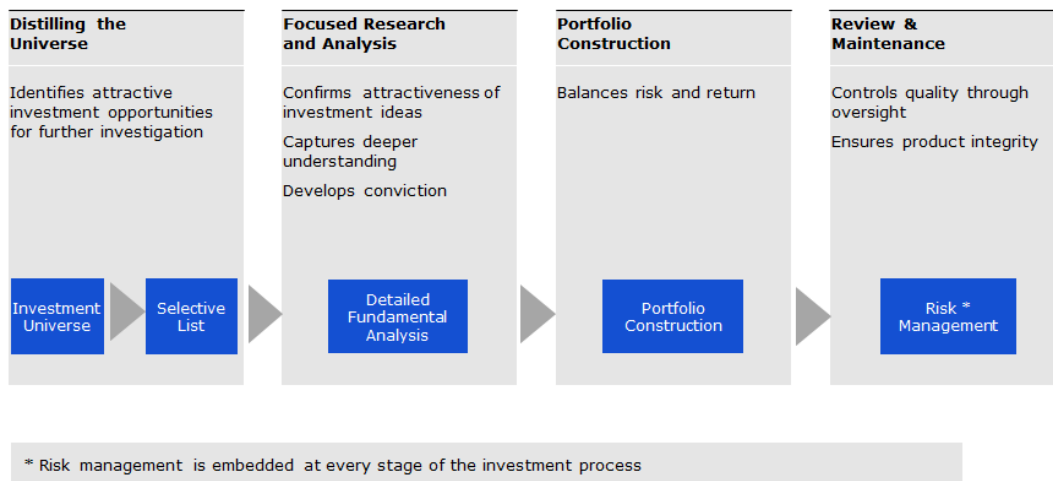 Distilling the
Universe
Identifies attractive
investment opportunities
for further investigation
Investment
Universe
Selective
List
Focused Research
and Analysis
Confirms attractiveness of
investment ideas
Captures deeper
understanding
Develops conviction
Detailed
Fundamental
Analysis
Portfolio
Construction
Balances risk and return
Portfolio
Construction
Review &
Maintenance
Controls quality through
oversight
Ensures product integrity
Risk *
Management
* Risk management is embedded at every stage of the investment process